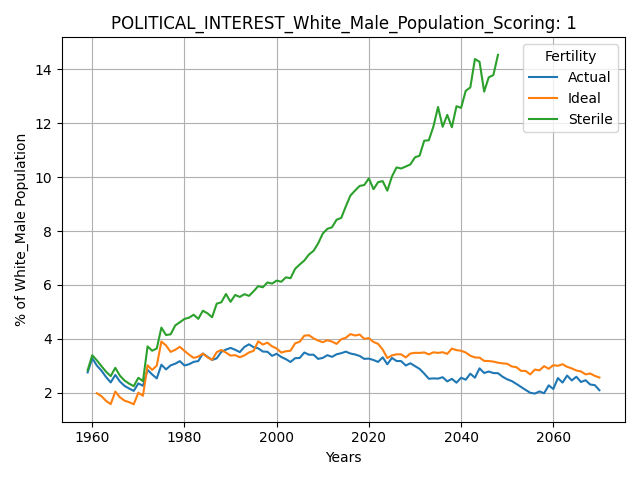 POLITICAL_INTEREST_White_Male_Population_Scoring: 1
Fertility
Actual
Ideal
Sterile
% of White_Male Population
14
12
10
8
6
4
2
1960
1980
2000
2020
2040
2060
Years